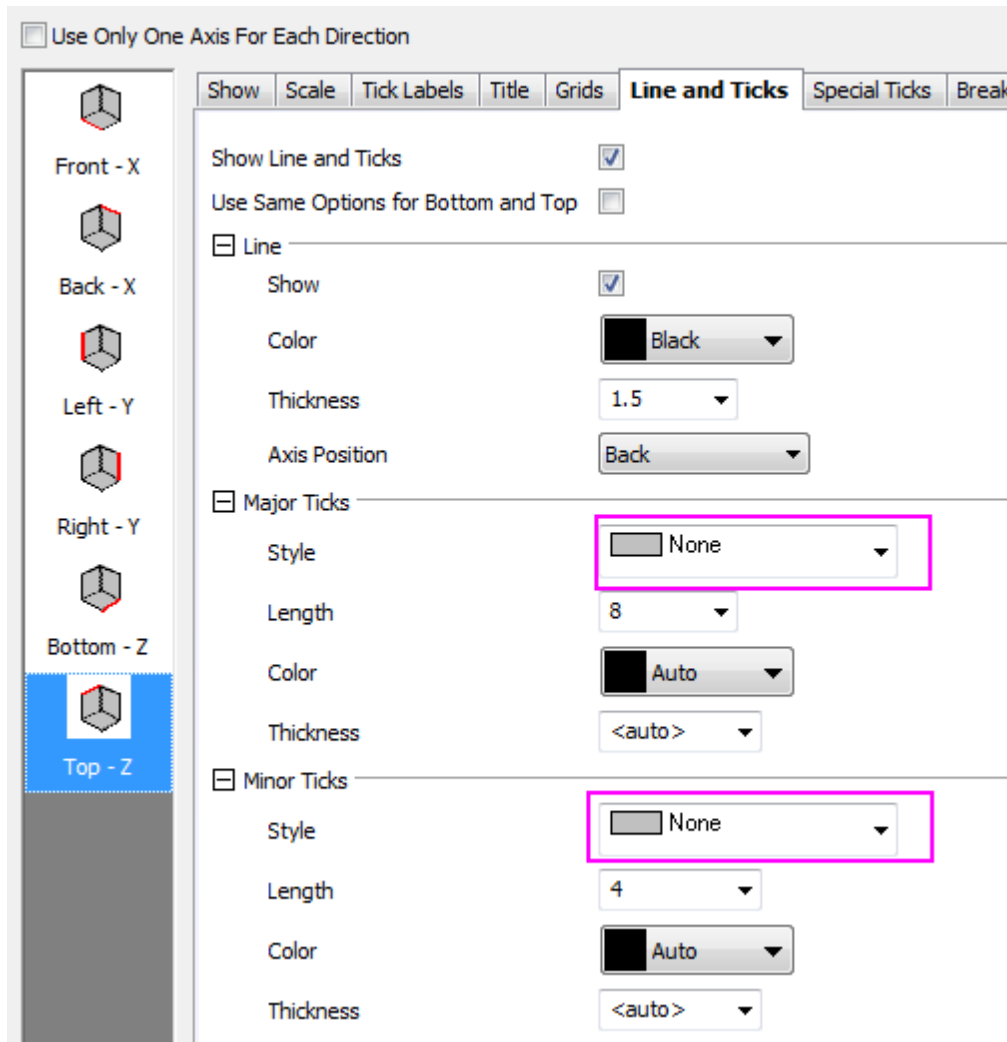 Use Only One Axis For Each Direction
Show Scale Tick Labels Title Grids Line and Ticks Special Ticks Break
Front - X
Back - X
Left - Y
Right - Y
Bottom - Z
Top - Z
Show Line and Ticks
Use Same Options for Bottom and Top
Line
Show
Color Black
Thickness 1.5
Axis Position Back
Major Ticks
Style None
Length 8
Color Auto
Thickness <auto>
Minor Ticks
Style None
Length 4
Color Auto
Thickness <auto>